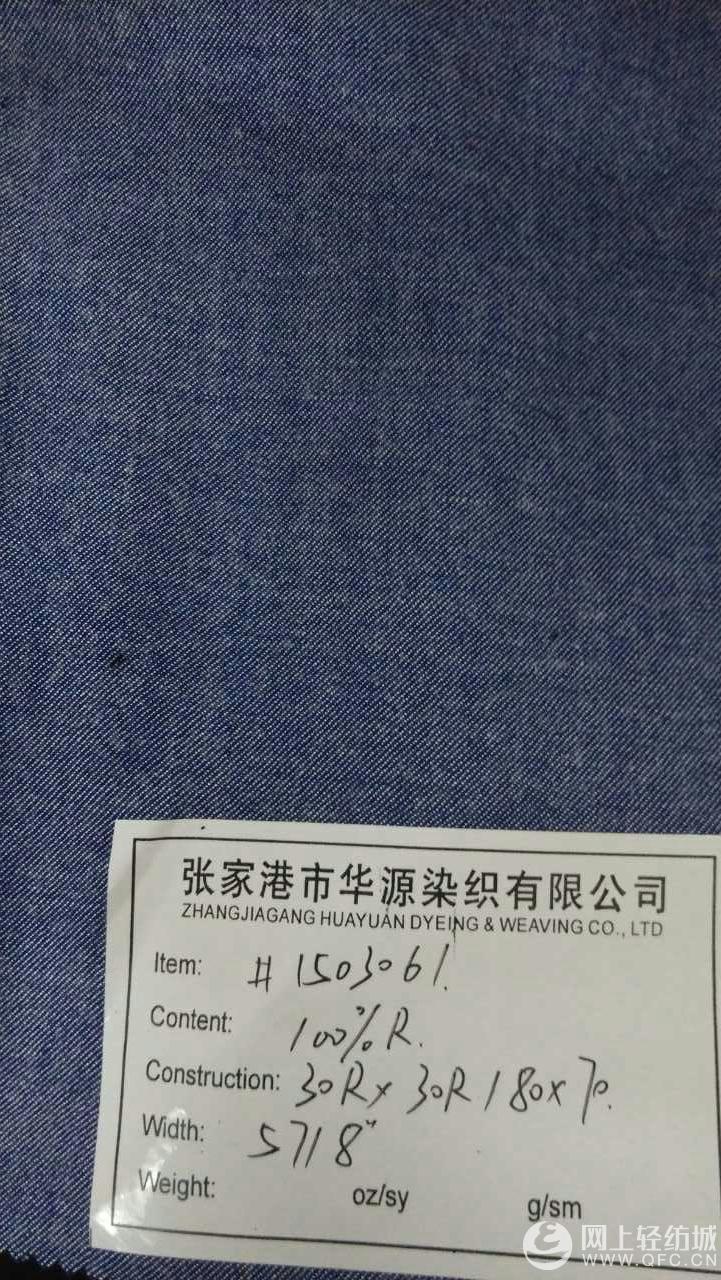 张家港市华源染织有限公司
ZHANGJIAGANG HUAYUAN DYEING & WEAVING CO., LTD
Item: # 1503061.
Content: 100% R.
Construction: 30R x 30R / 80 x 70.
Width: 57/8"
Weight: oz/sy g/sm
网上轻纺城
WWW.QFC.CN